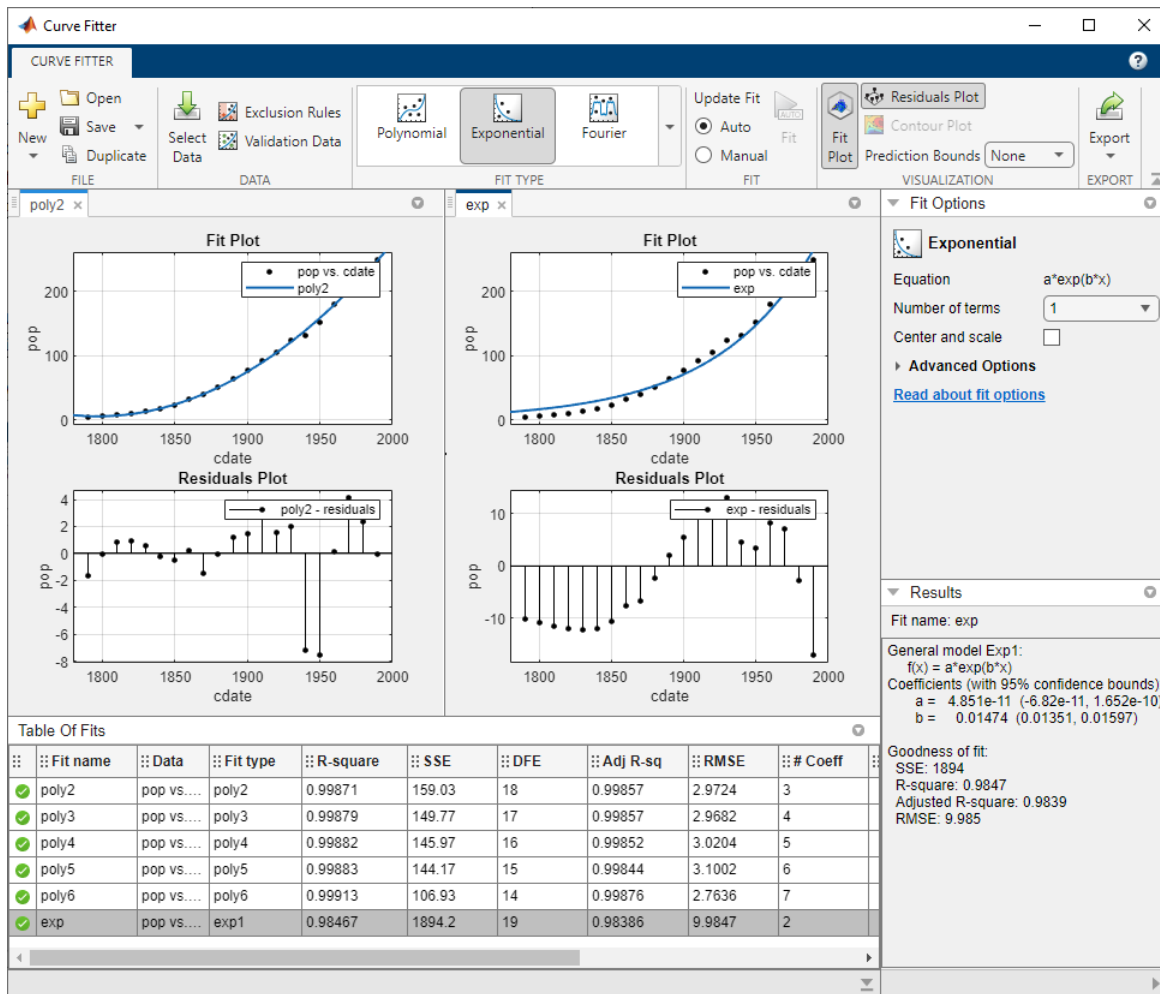 Curve Fitter
CURVE FITTER
New
Open
Save
Duplicate
FILE
Select Data
Exclusion Rules
Validation Data
DATA
Polynomial
Exponential
Fourier
FIT TYPE
Update Fit
Auto
Manual
AUTO
Fit
FIT
Fit Plot
Residuals Plot
Contour Plot
Prediction Bounds None
VISUALIZATION
Export
EXPORT
poly2
Fit Plot
pop vs. cdate
poly2
pop
200
100
0
1800 1850 1900 1950 2000
cdate
Residuals Plot
poly2 - residuals
pop
4
2
0
-2
-4
-6
-8
1800 1850 1900 1950 2000
cdate
exp
Fit Plot
pop vs. cdate
exp
pop
200
100
0
1800 1850 1900 1950 2000
cdate
Residuals Plot
exp - residuals
pop
10
0
-10
1800 1850 1900 1950 2000
cdate
Fit Options
Exponential
Equation a*exp(b*x)
Number of terms 1
Center and scale
Advanced Options
Read about fit options
Results
Fit name: exp
General model Exp1:
f(x) = a*exp(b*x)
Coefficients (with 95% confidence bounds)
a = 4.851e-11 (-6.82e-11, 1.652e-10)
b = 0.01474 (0.01351, 0.01597)
Goodness of fit:
SSE: 1894
R-square: 0.9847
Adjusted R-square: 0.9839
RMSE: 9.985
Table Of Fits
Fit name Data Fit type R-square SSE DFE Adj R-sq RMSE # Coeff
poly2 pop vs.... poly2 0.99871 159.03 18 0.99857 2.9724 3
poly3 pop vs.... poly3 0.99879 149.77 17 0.99857 2.9682 4
poly4 pop vs.... poly4 0.99882 145.97 16 0.99852 3.0204 5
poly5 pop vs.... poly5 0.99883 144.17 15 0.99844 3.1002 6
poly6 pop vs.... poly6 0.99913 106.93 14 0.99876 2.7636 7
exp pop vs.... exp1 0.98467 1894.2 19 0.98386 9.9847 2